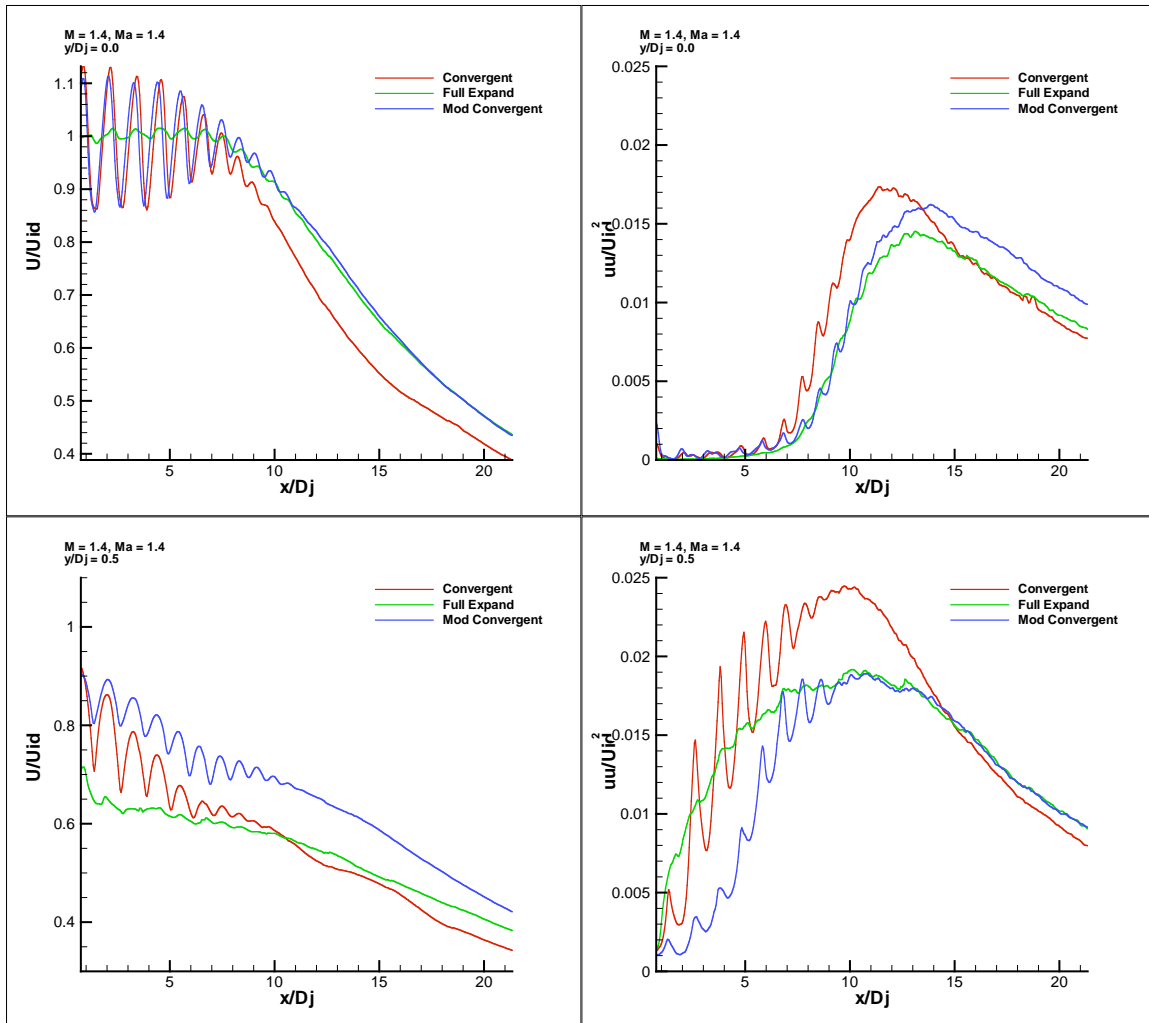 M = 1.4, Ma = 1.4
y/Dj = 0.0
Convergent
Full Expand
Mod Convergent
1.1
1
0.9
0.8
0.7
0.6
0.5
0.4
U/Uid
5
10
15
20
x/Dj
M = 1.4, Ma = 1.4
y/Dj = 0.0
Convergent
Full Expand
Mod Convergent
0.025
0.02
0.015
0.01
0.005
0
uu/Uid²
5
10
15
20
x/Dj
M = 1.4, Ma = 1.4
y/Dj = 0.5
Convergent
Full Expand
Mod Convergent
1
0.8
0.6
0.4
U/Uid
5
10
15
20
x/Dj
M = 1.4, Ma = 1.4
y/Dj = 0.5
Convergent
Full Expand
Mod Convergent
0.025
0.02
0.015
0.01
0.005
0
uu/Uid²
5
10
15
20
x/Dj